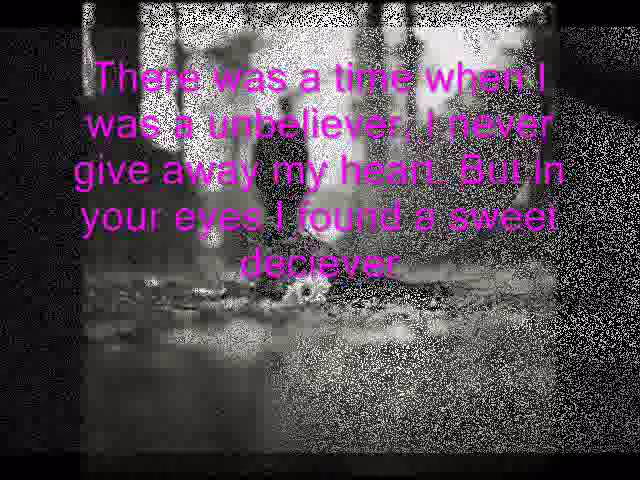 There was a time when I
was a unbeliever, I never
give away my heart. But In
your eyes I found a sweet
deciever